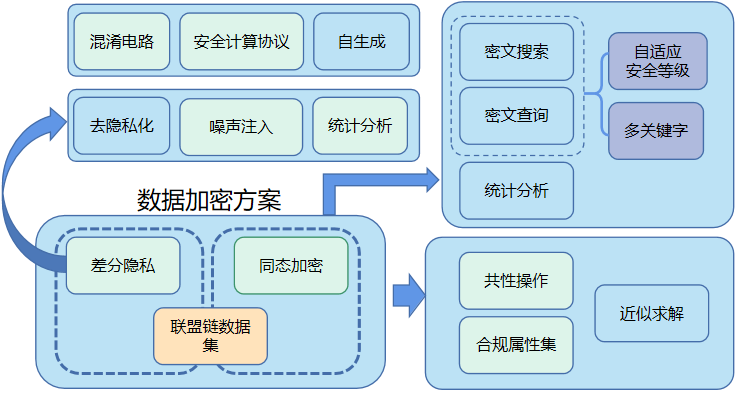 混淆电路
安全计算协议
自生成
去隐私化
噪声注入
统计分析
数据加密方案
差分隐私
同态加密
联盟链数据
集
密文搜索
密文查询
自适应
安全等级
多关键字
统计分析
共性操作
合规属性集
近似求解